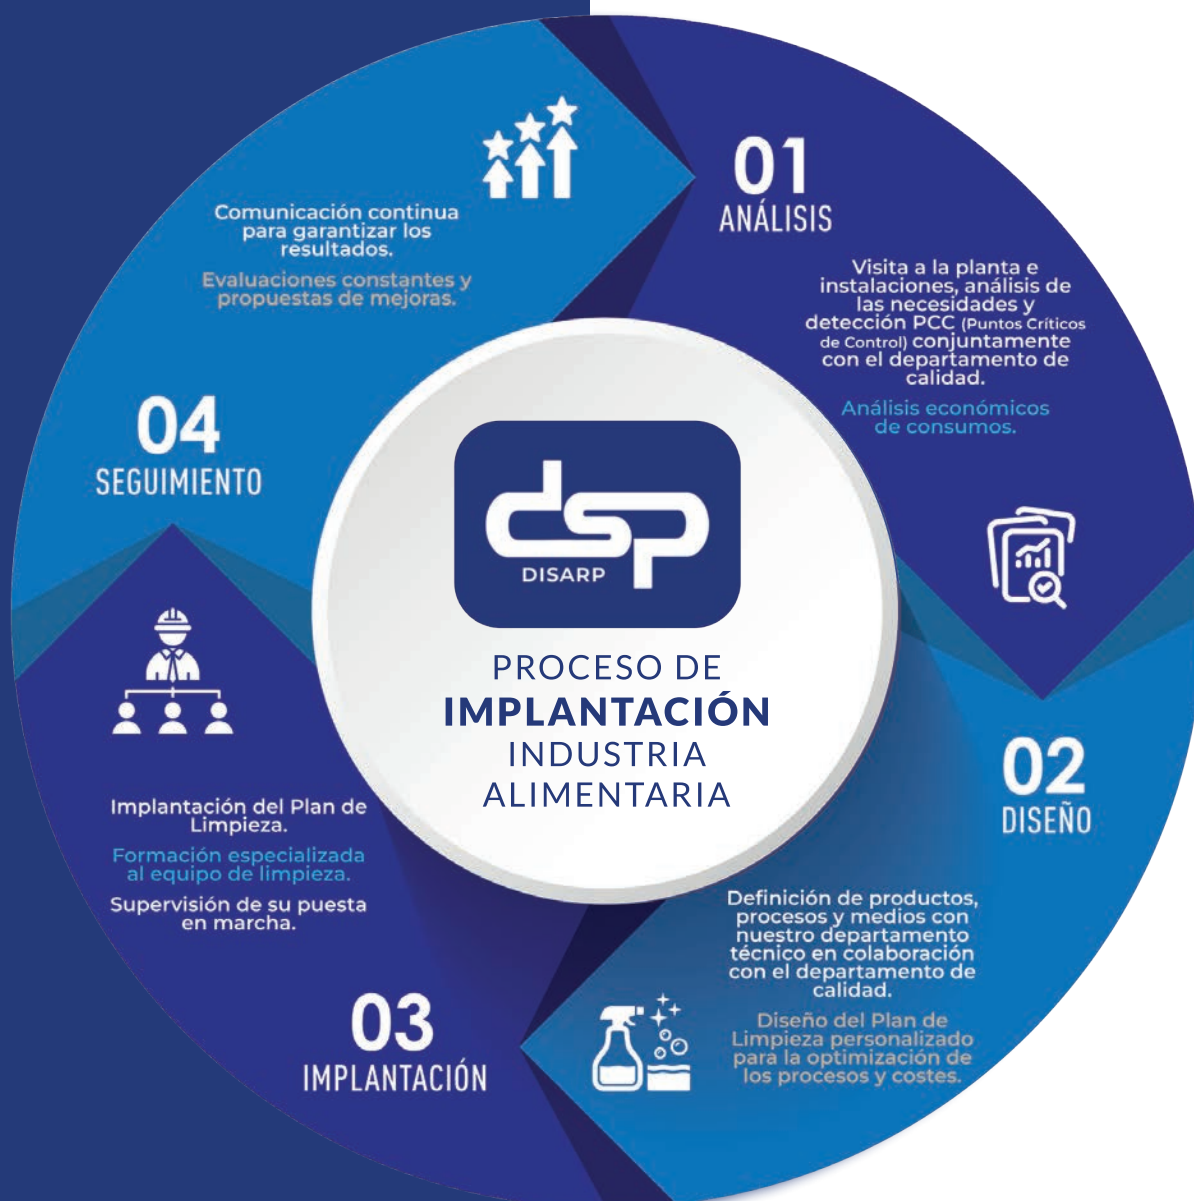 01
ANÁLISIS
Visita a la planta e
instalaciones, análisis de
las necesidades y
detección PCC (Puntos Críticos
de Control) conjuntamente
con el departamento de
calidad.
Análisis económicos
de consumos.
02
DISEÑO
Definición de productos,
procesos y medios con
nuestro departamento
técnico en colaboración
con el departamento de
calidad.
Diseño del Plan de
Limpieza personalizado
para la optimización de
los procesos y costes.
03
IMPLANTACIÓN
Implantación del Plan de
Limpieza.
Formación especializada
al equipo de limpieza.
Supervisión de su puesta
en marcha.
04
SEGUIMIENTO
Comunicación continua
para garantizar los
resultados.
Evaluaciones constantes y
propuestas de mejoras.
dsp
DISARP
PROCESO DE
IMPLANTACIÓN
INDUSTRIA
ALIMENTARIA